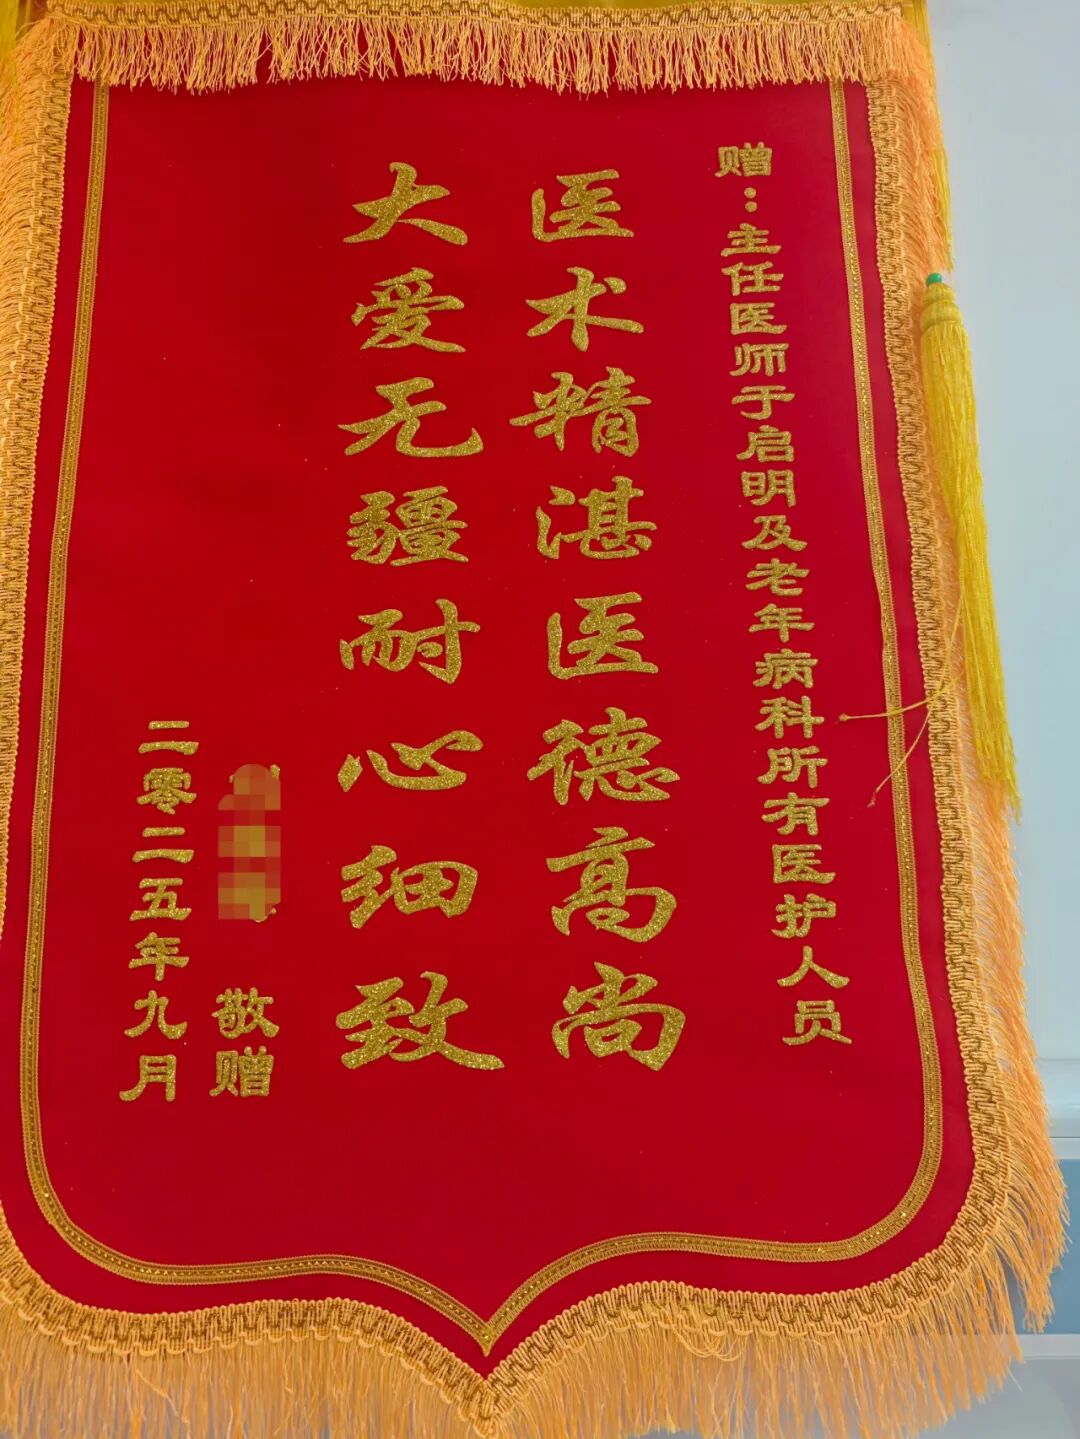 赠：主任医师于启明及老年病科所有医护人员
医术精湛医德高尚
大爱无疆耐心细致
敬赠
二零二五年九月